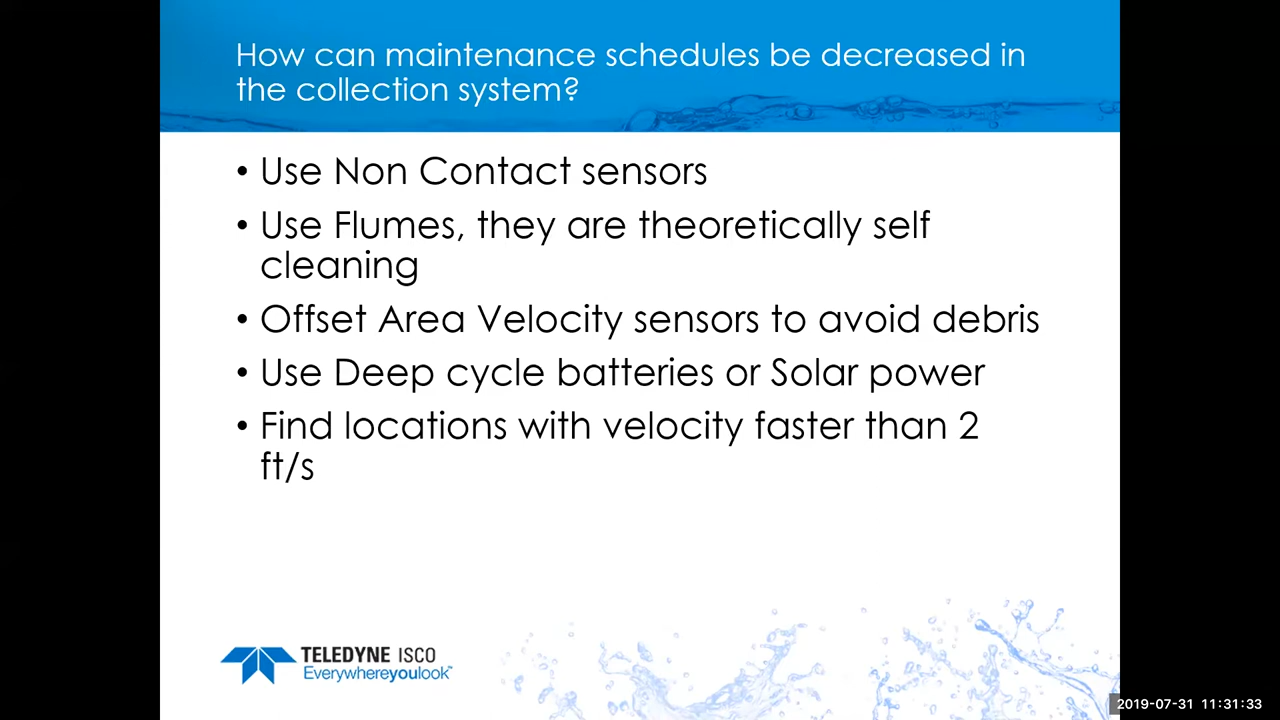 How can maintenance schedules be decreased in
the collection system?
• Use Non Contact sensors
• Use Flumes, they are theoretically self
cleaning
• Offset Area Velocity sensors to avoid debris
• Use Deep cycle batteries or Solar power
• Find locations with velocity faster than 2
ft/s
TELEDYNE ISCO
Everywhereyoulook™
2019-07-31 11:31:33